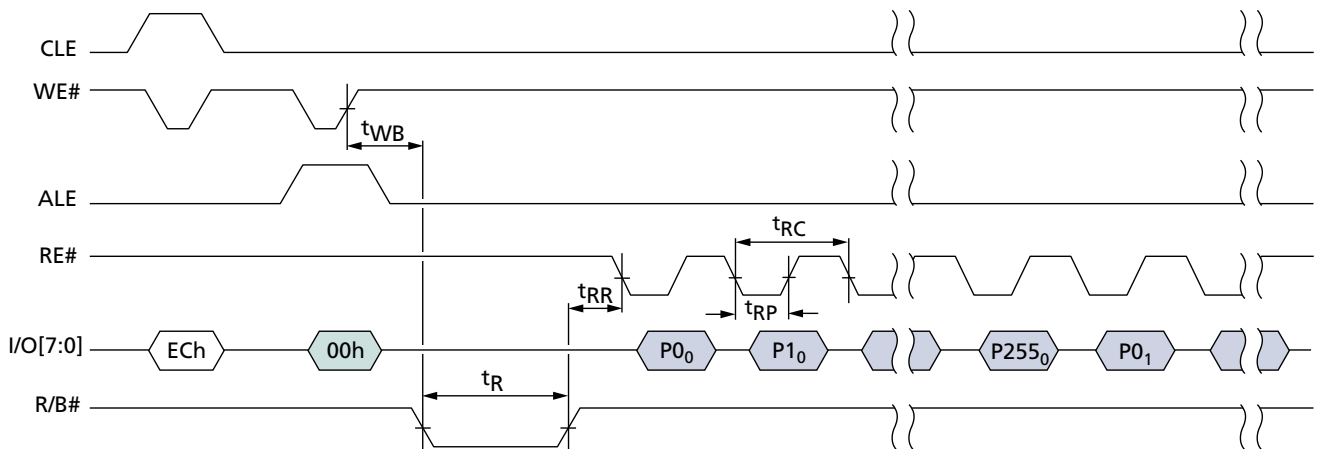 CLE
WE#
tWB
ALE
tRC
RE#
tRR
tRP
I/O[7:0] ECh 00h P0₀ P1₀ P255₀ P0₁
tR
R/B#